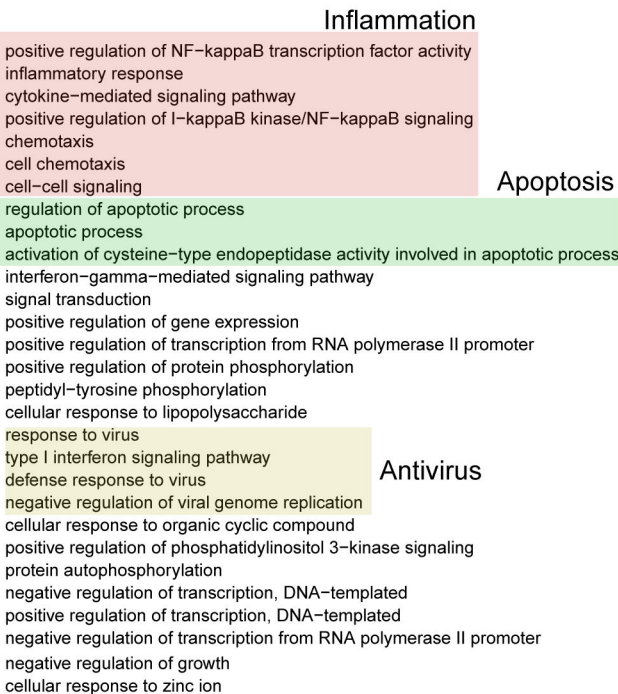 Inflammation
positive regulation of NF−kappaB transcription factor activity
inflammatory response
cytokine−mediated signaling pathway
positive regulation of I−kappaB kinase/NF−kappaB signaling
chemotaxis
cell chemotaxis
cell−cell signaling
Apoptosis
regulation of apoptotic process
apoptotic process
activation of cysteine−type endopeptidase activity involved in apoptotic process
interferon−gamma−mediated signaling pathway
signal transduction
positive regulation of gene expression
positive regulation of transcription from RNA polymerase II promoter
positive regulation of protein phosphorylation
peptidyl−tyrosine phosphorylation
cellular response to lipopolysaccharide
response to virus
type I interferon signaling pathway
Antivirus
defense response to virus
negative regulation of viral genome replication
cellular response to organic cyclic compound
positive regulation of phosphatidylinositol 3−kinase signaling
protein autophosphorylation
negative regulation of transcription, DNA−templated
positive regulation of transcription, DNA−templated
negative regulation of transcription from RNA polymerase II promoter
negative regulation of growth
cellular response to zinc ion